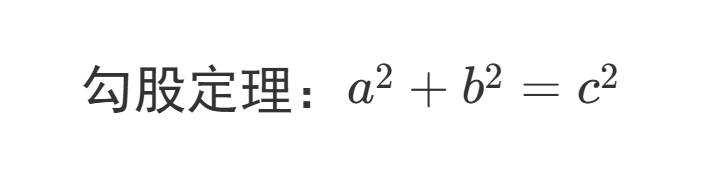 勾股定理：a² + b² = c²